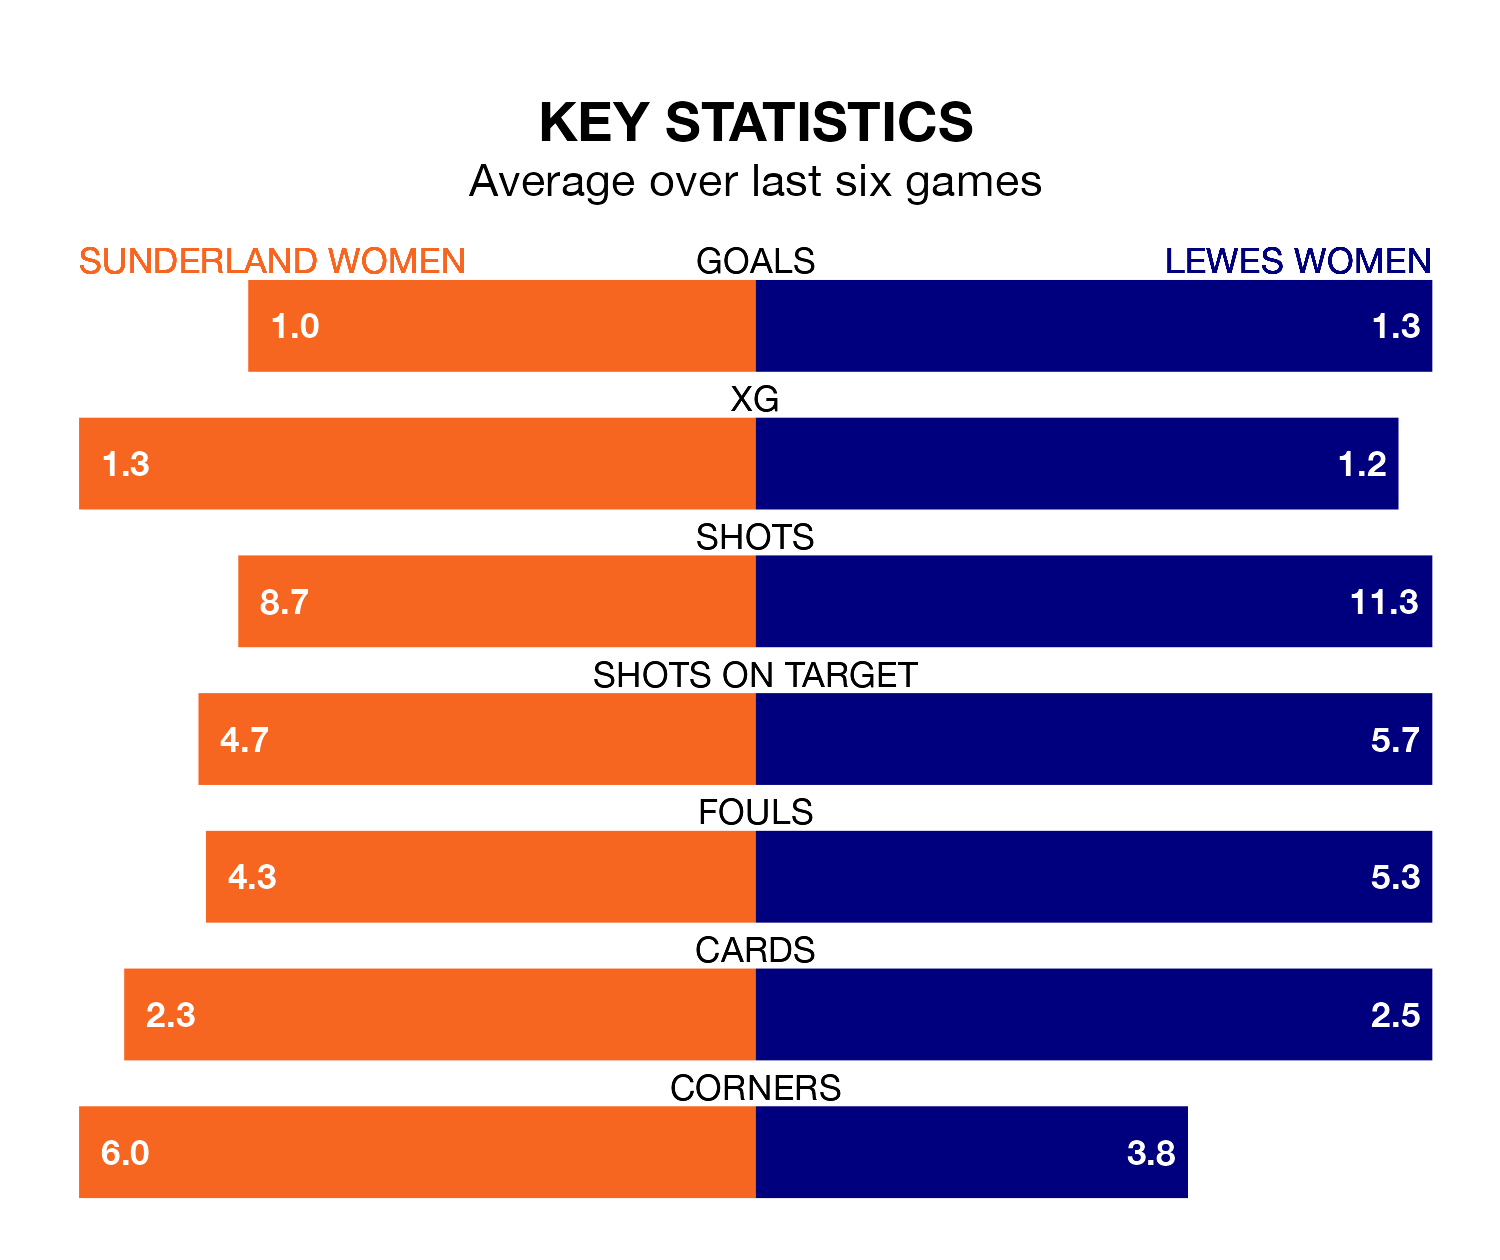 KEY STATISTICS
Average over last six games
SUNDERLAND WOMEN GOALS LEWES WOMEN
1.0 1.3
XG
1.3 1.2
SHOTS
8.7 11.3
SHOTS ON TARGET
4.7 5.7
FOULS
4.3 5.3
CARDS
2.3 2.5
CORNERS
6.0 3.8